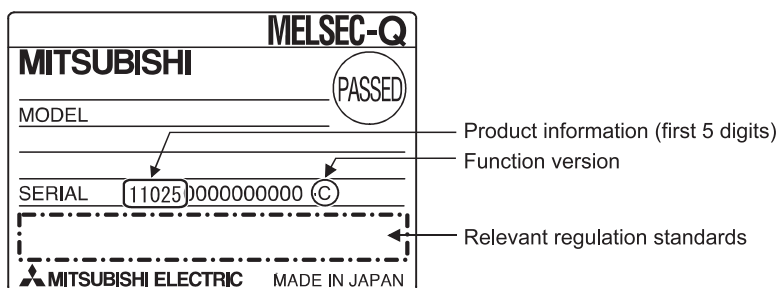 MELSEC-Q
MITSUBISHI
PASSED
MODEL
Product information (first 5 digits)
Function version
SERIAL 110250000000000-C
Relevant regulation standards
MITSUBISHI ELECTRIC MADE IN JAPAN